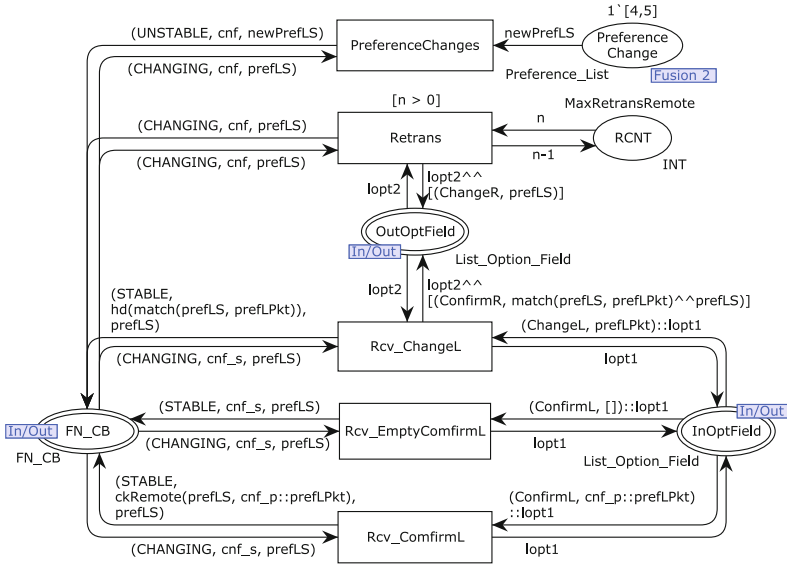 1`[4,5]
(UNSTABLE, cnf, newPrefLS)
PreferenceChanges
newPrefLS
Preference
Change
(CHANGING, cnf, prefLS)
Preference_List
Fusion 2
[n > 0]
MaxRetransRemote
(CHANGING, cnf, prefLS)
Retrans
n
RCNT
(CHANGING, cnf, prefLS)
n-1
INT
lopt2
lopt2^^
[(ChangeR, prefLS)]
OutOptField
In/Out
List_Option_Field
lopt2
lopt2^^
[(ConfirmR, match(prefLS, prefLPkt)^^prefLS)]
(STABLE,
hd(match(prefLS, prefLPkt)),
prefLS)
(ChangeL, prefLPkt)::lopt1
Rcv_ChangeL
(CHANGING, cnf_s, prefLS)
lopt1
(STABLE, cnf_s, prefLS)
(ConfirmL, [])::lopt1
In/Out
In/Out
FN_CB
Rcv_EmptyComfirmL
InOptField
(CHANGING, cnf_s, prefLS)
lopt1
FN_CB
List_Option_Field
(STABLE,
ckRemote(prefLS, cnf_p::prefLPkt),
prefLS)
(ConfirmL, cnf_p::prefLPkt)
::lopt1
Rcv_ComfirmL
(CHANGING, cnf_s, prefLS)
lopt1